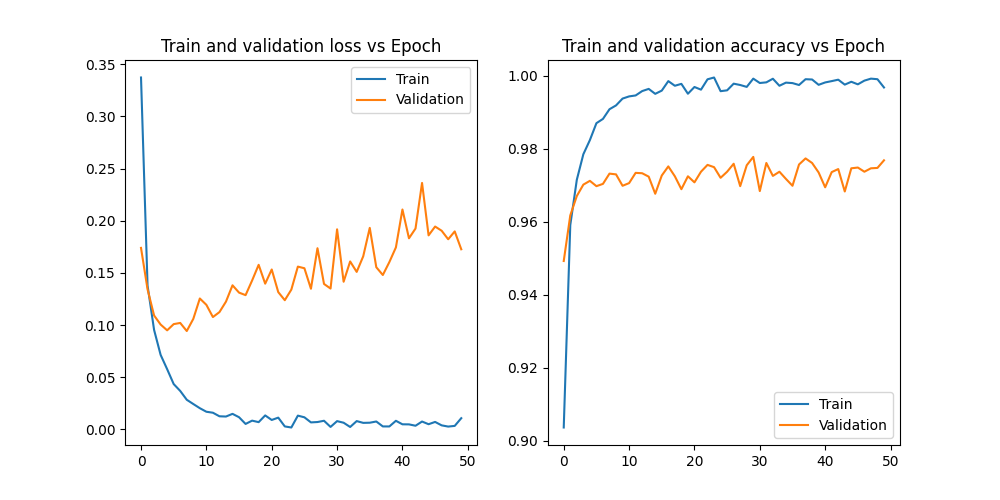 Train and validation loss vs Epoch
Train
Validation
0.35
0.30
0.25
0.20
0.15
0.10
0.05
0.00
0 10 20 30 40 50
Train and validation accuracy vs Epoch
1.00
0.98
0.96
0.94
0.92
0.90
Train
Validation
0 10 20 30 40 50